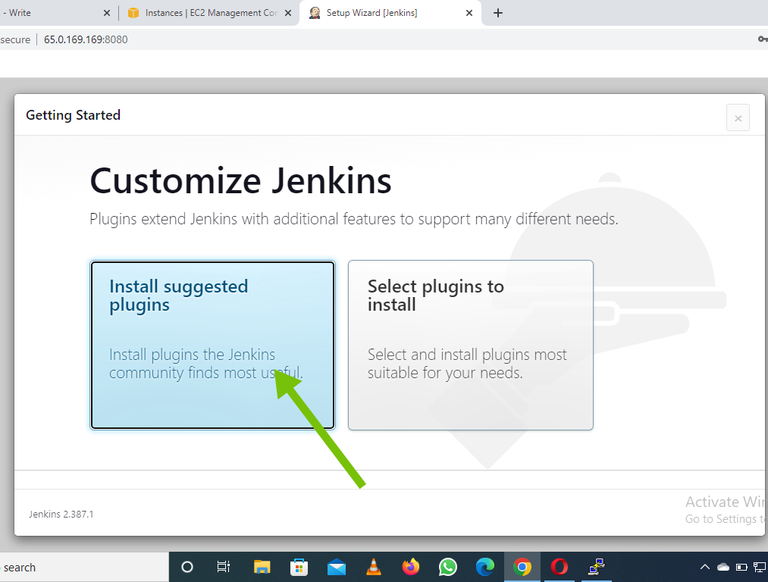 - Write
Instances | EC2 Management Con
Setup Wizard [Jenkins]
secure
65.0.169.169:8080
Getting Started
Customize Jenkins
Plugins extend Jenkins with additional features to support many different needs.
Install suggested
plugins
Install plugins the Jenkins
community finds most useful.
Select plugins to
install
Select and install plugins most
suitable for your needs.
Jenkins 2.387.1
Activate Win
Go to Settings t
search